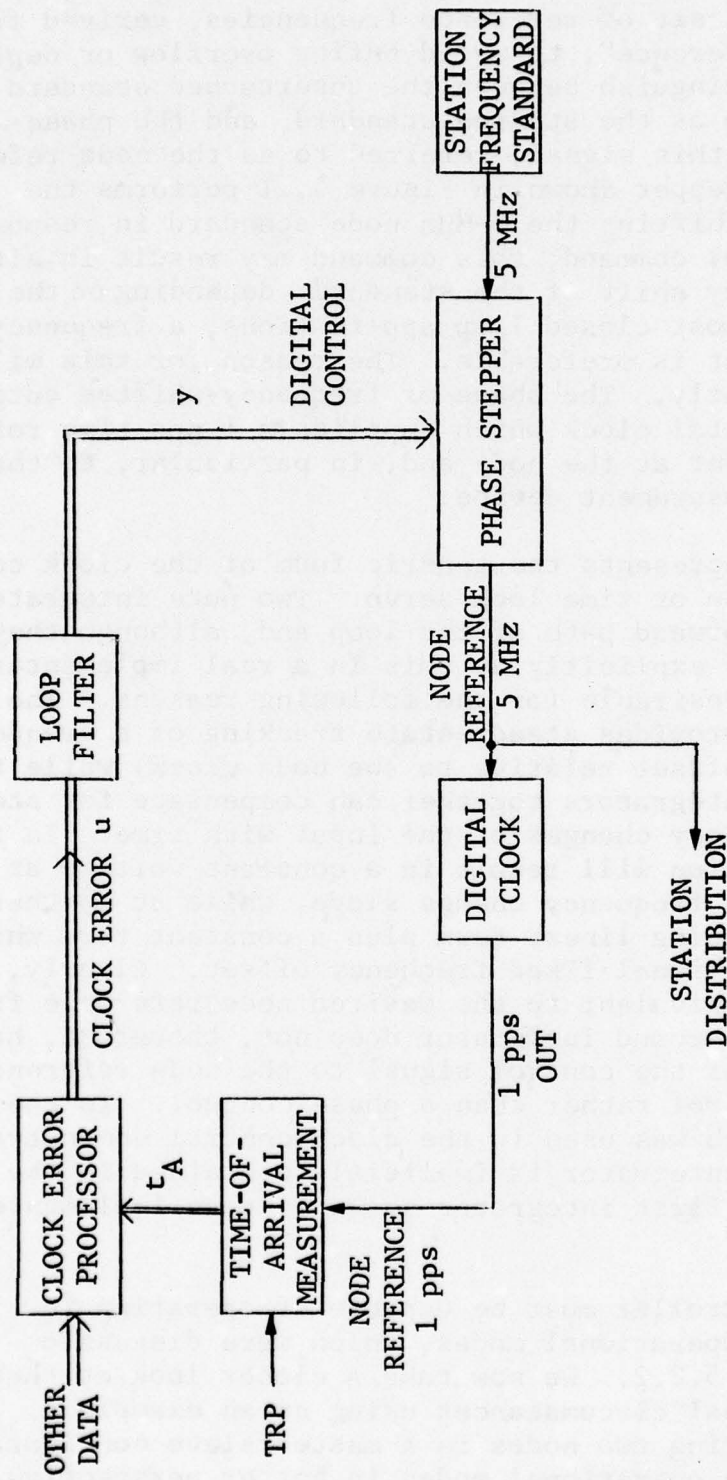 OTHER
DATA
CLOCK ERROR
PROCESSOR
CLOCK ERROR u
LOOP
FILTER
y
t_A
DIGITAL
CONTROL
TRP
TIME-OF-
ARRIVAL
MEASUREMENT
NODE
REFERENCE
1 pps
1 pps
OUT
DIGITAL
CLOCK
NODE
REFERENCE
5 MHz
PHASE STEPPER
5 MHz
STATION
FREQUENCY
STANDARD
STATION
DISTRIBUTION